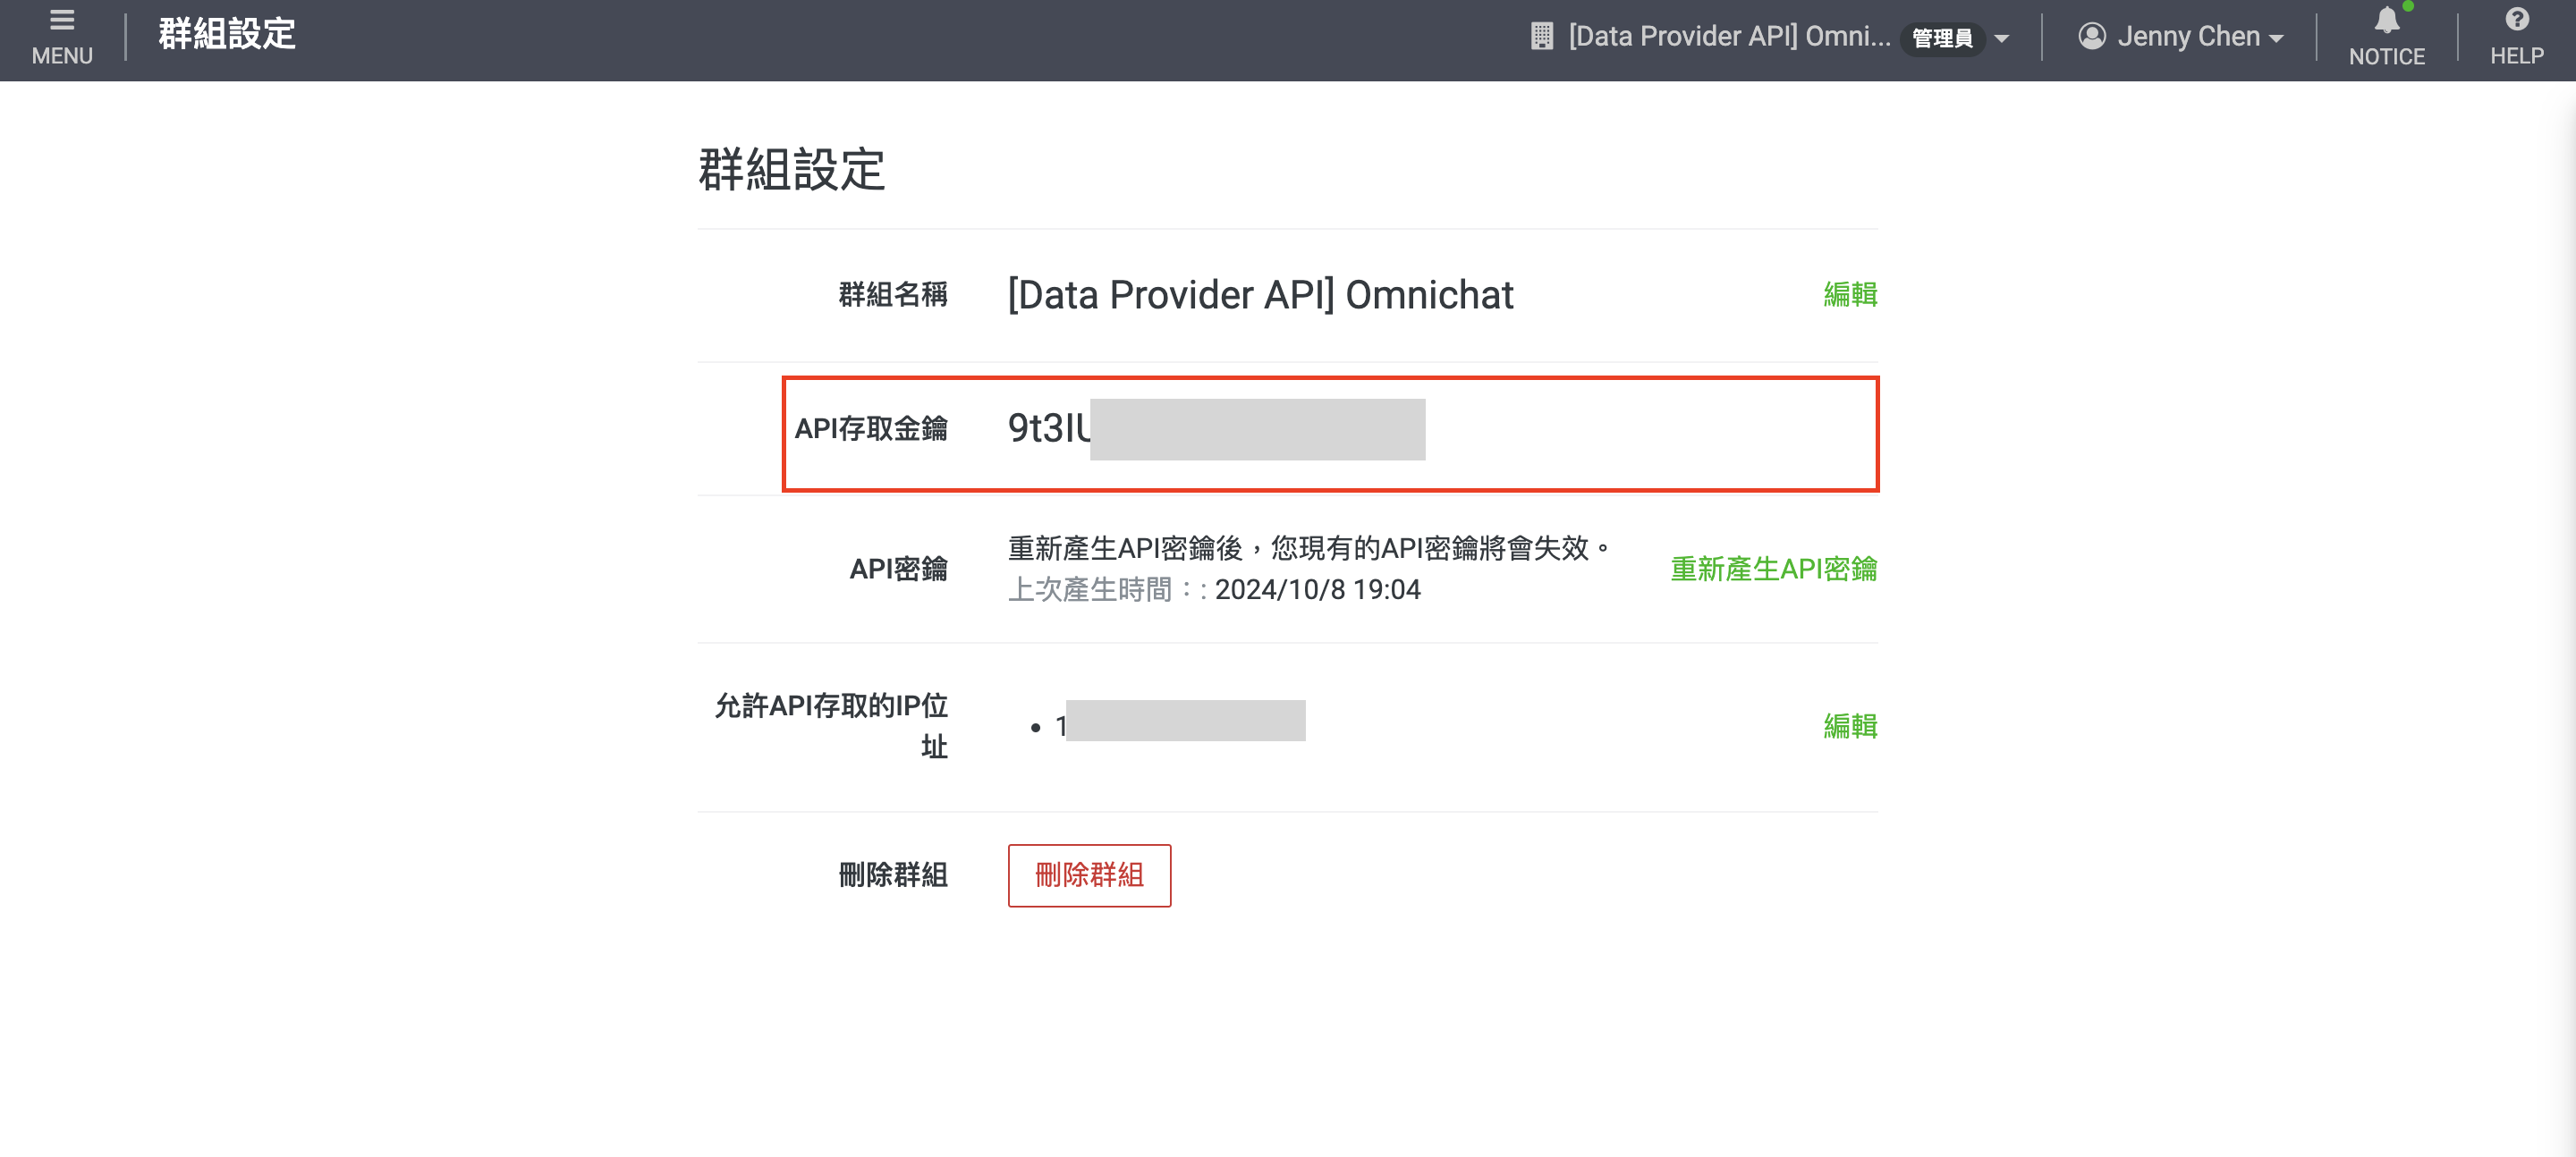 MENU
群組設定
[Data Provider API] Omni... 管理員
Jenny Chen
NOTICE
HELP
群組設定
群組名稱
[Data Provider API] Omnichat
編輯
API存取金鑰
9t3IU
API密鑰
重新產生API密鑰後，您現有的API密鑰將會失效。
上次產生時間：: 2024/10/8 19:04
重新產生API密鑰
允許API存取的IP位
址
• 1
編輯
刪除群組
刪除群組